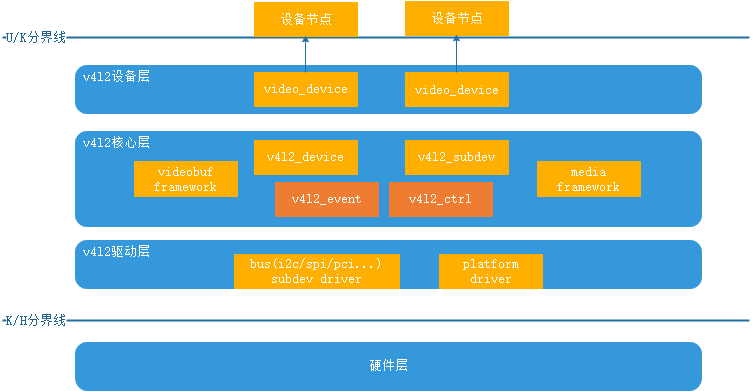 设备节点
设备节点
U/K分界线
v4l2设备层
video_device
video_device
v4l2核心层
v4l2_device
v4l2_subdev
videobuf
framework
media
framework
v4l2_event
v4l2_ctrl
v4l2驱动层
bus(i2c/spi/pci...)
subdev driver
platform
driver
K/H分界线
硬件层